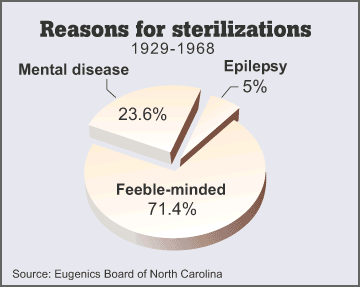 Reasons for sterilizations
1929-1968
Mental disease
Epilepsy
5%
23.6%
Feeble-minded
71.4%
Source: Eugenics Board of North Carolina